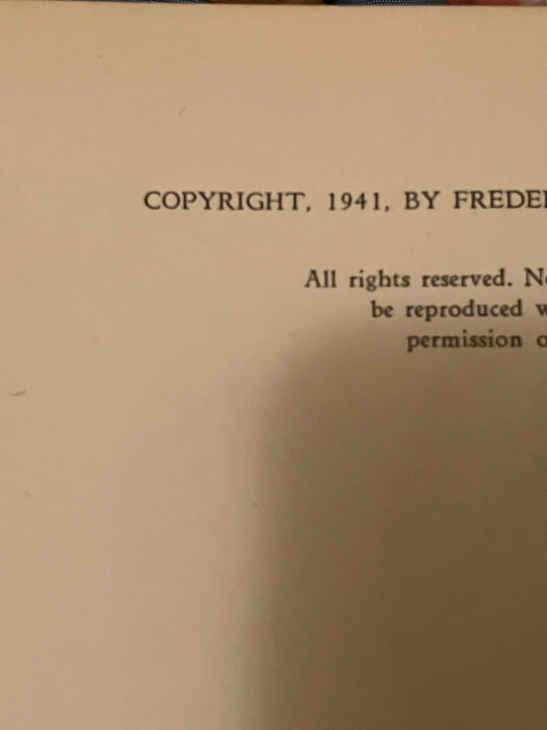 COPYRIGHT, 1941, BY
All rights reserved.
be reproduced
permission